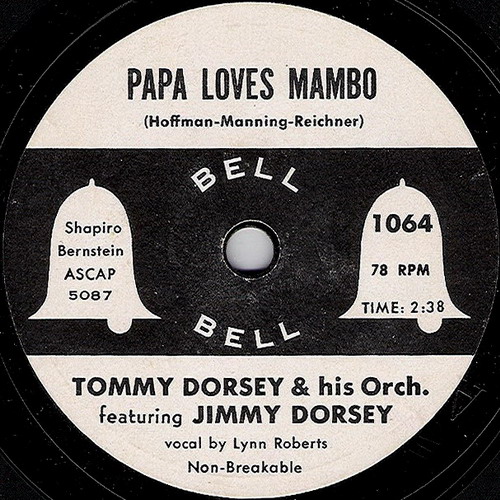 PAPA LOVES MAMBO
(Hoffman-Manning-Reichner)
BELL
Shapiro
Bernstein
ASCAP
5087
1064
78 RPM
TIME: 2:38
BELL
TOMMY DORSEY & his Orch.
featuring JIMMY DORSEY
vocal by Lynn Roberts
Non-Breakable